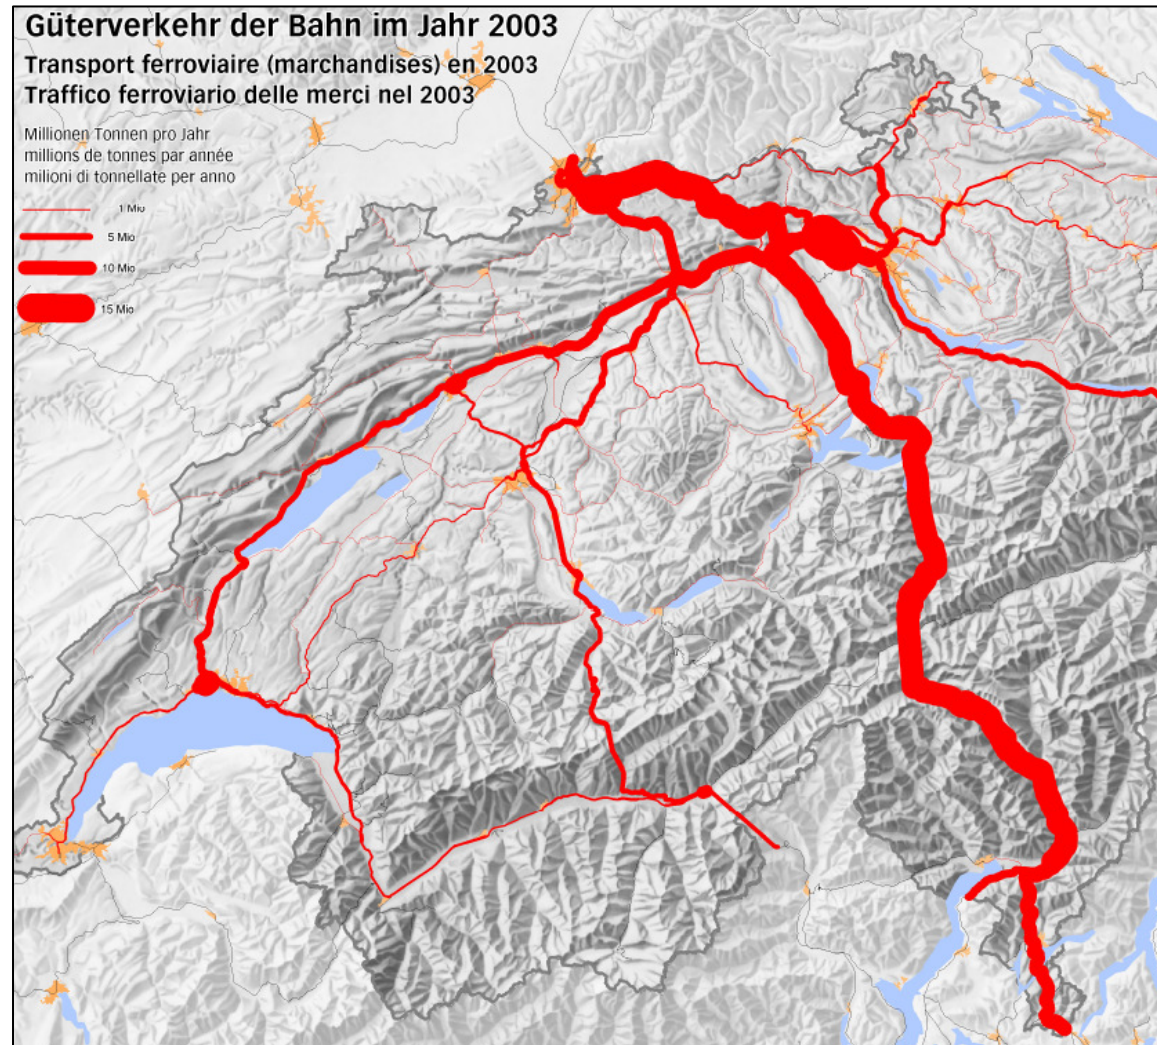 Güterverkehr der Bahn im Jahr 2003
Transport ferroviaire (marchandises) en 2003
Traffico ferroviario delle merci nel 2003
Millionen Tonnen pro Jahr
millions de tonnes par année
milioni di tonnellate per anno
1 Mio
5 Mio
10 Mio
15 Mio